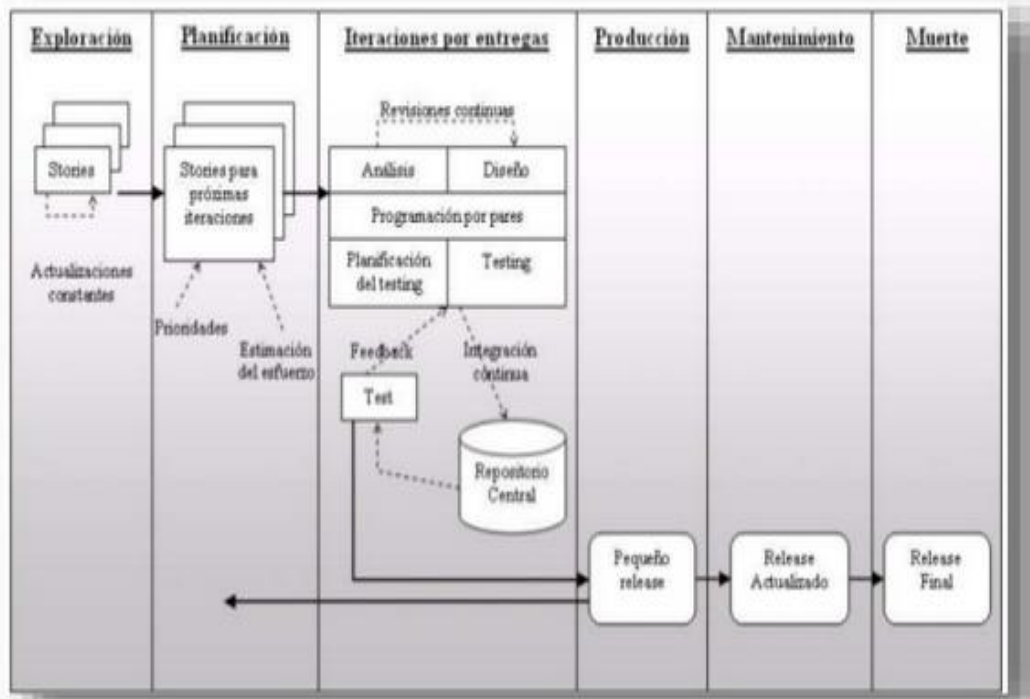 Exploración
Planificación
Iteraciones por entregas
Producción
Mantenimiento
Muerte
Stories
Actualizaciones
constantes
Stories para
próximas
iteraciones
Prioridades
Estimación
del esfuerzo
Revisiones continuas
Análisis
Diseño
Programación por pares
Planificación
del testing
Testing
Feedback
Integración
cóntinua
Test
Repositorio
Central
Pequeño
release
Release
Actualizado
Release
Final